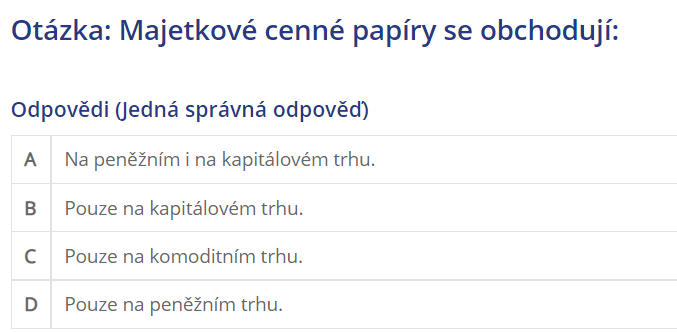 Otázka: Majetkové cenné papíry se obchodují:
Odpovědi (Jedná správná odpověď)
A Na peněžním i na kapitálovém trhu.
B Pouze na kapitálovém trhu.
C Pouze na komoditním trhu.
D Pouze na peněžním trhu.